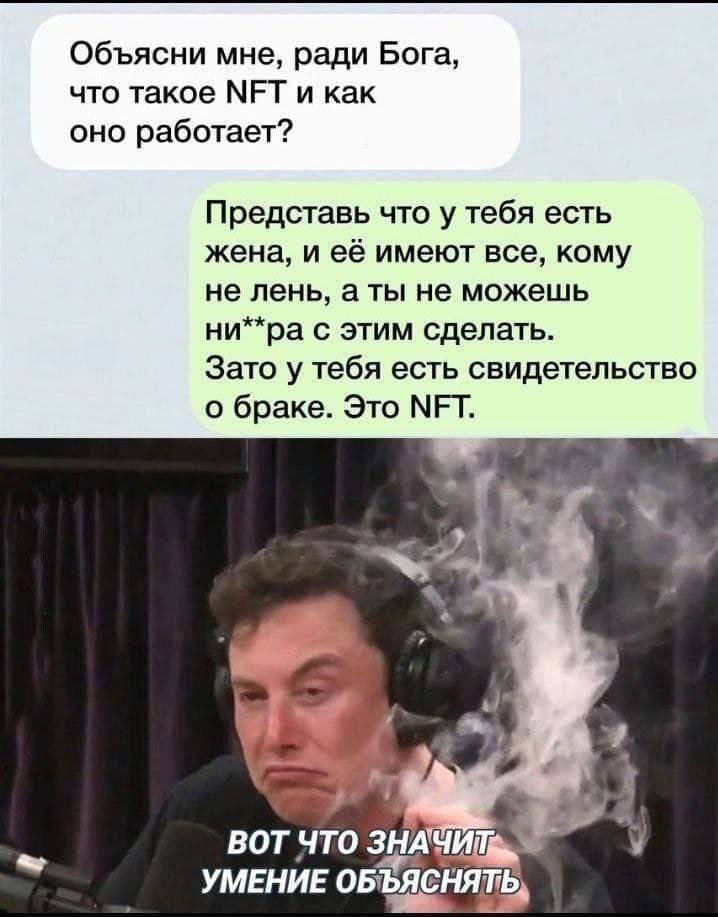 Объясни мне, ради Бога,
что такое NFT и как
оно работает?
Представь что у тебя есть
жена, и её имеют все, кому
не лень, а ты не можешь
ни**ра с этим сделать.
Зато у тебя есть свидетельство
о браке. Это NFT.
ВОТ ЧТО ЗНАЧИТ
УМЕНИЕ ОБЪЯСНЯТЬ